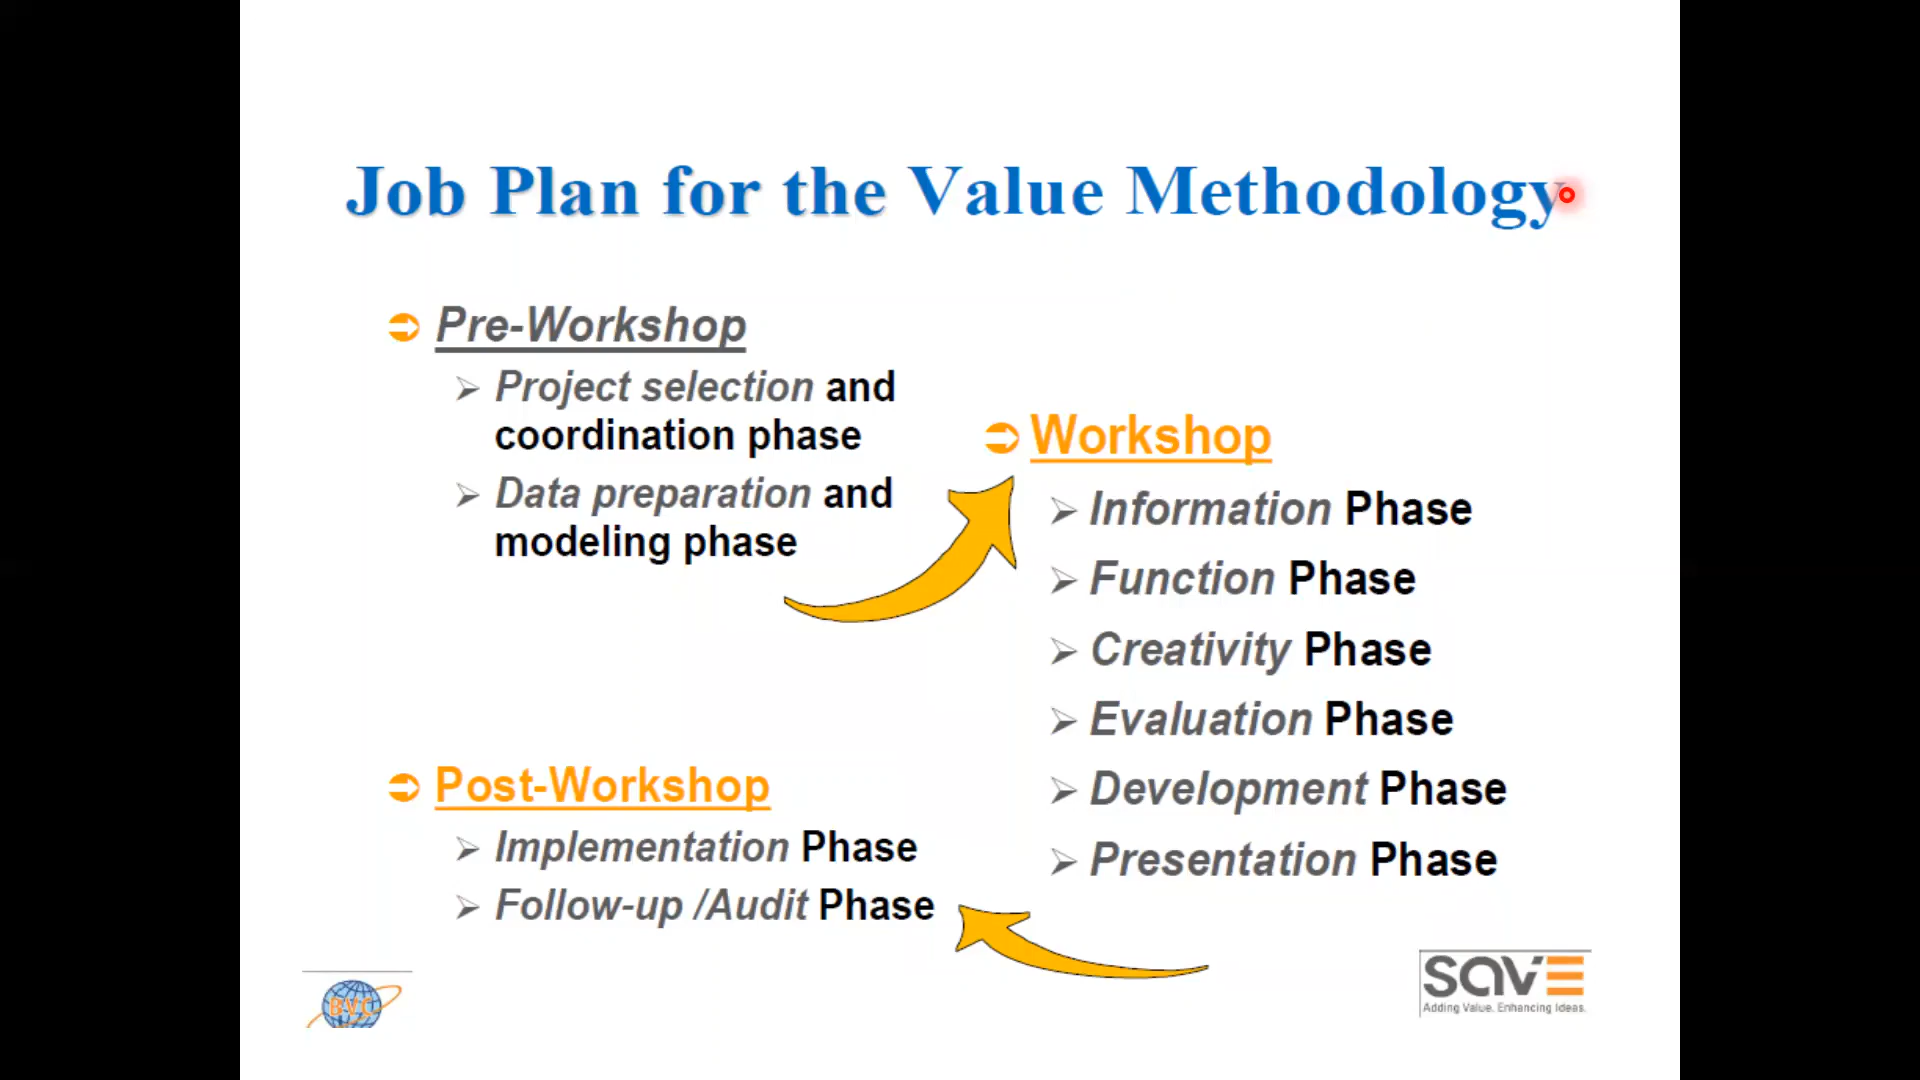 Job Plan for the Value Methodology
Pre-Workshop
Project selection and
coordination phase
Data preparation and
modeling phase
Workshop
Information Phase
Function Phase
Creativity Phase
Evaluation Phase
Development Phase
Presentation Phase
Post-Workshop
Implementation Phase
Follow-up /Audit Phase
BVC
SAVE
Adding Value. Enhancing Ideas.